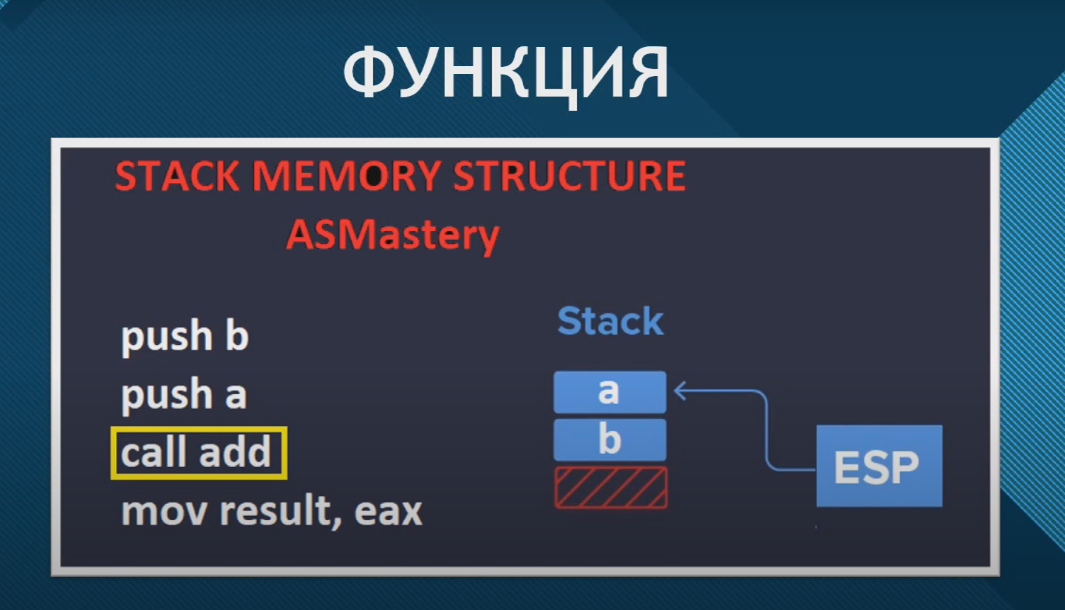 ФУНКЦИЯ
STACK MEMORY STRUCTURE
ASMastery
push b
push a
call add
mov result, eax
Stack
a
b
ESP